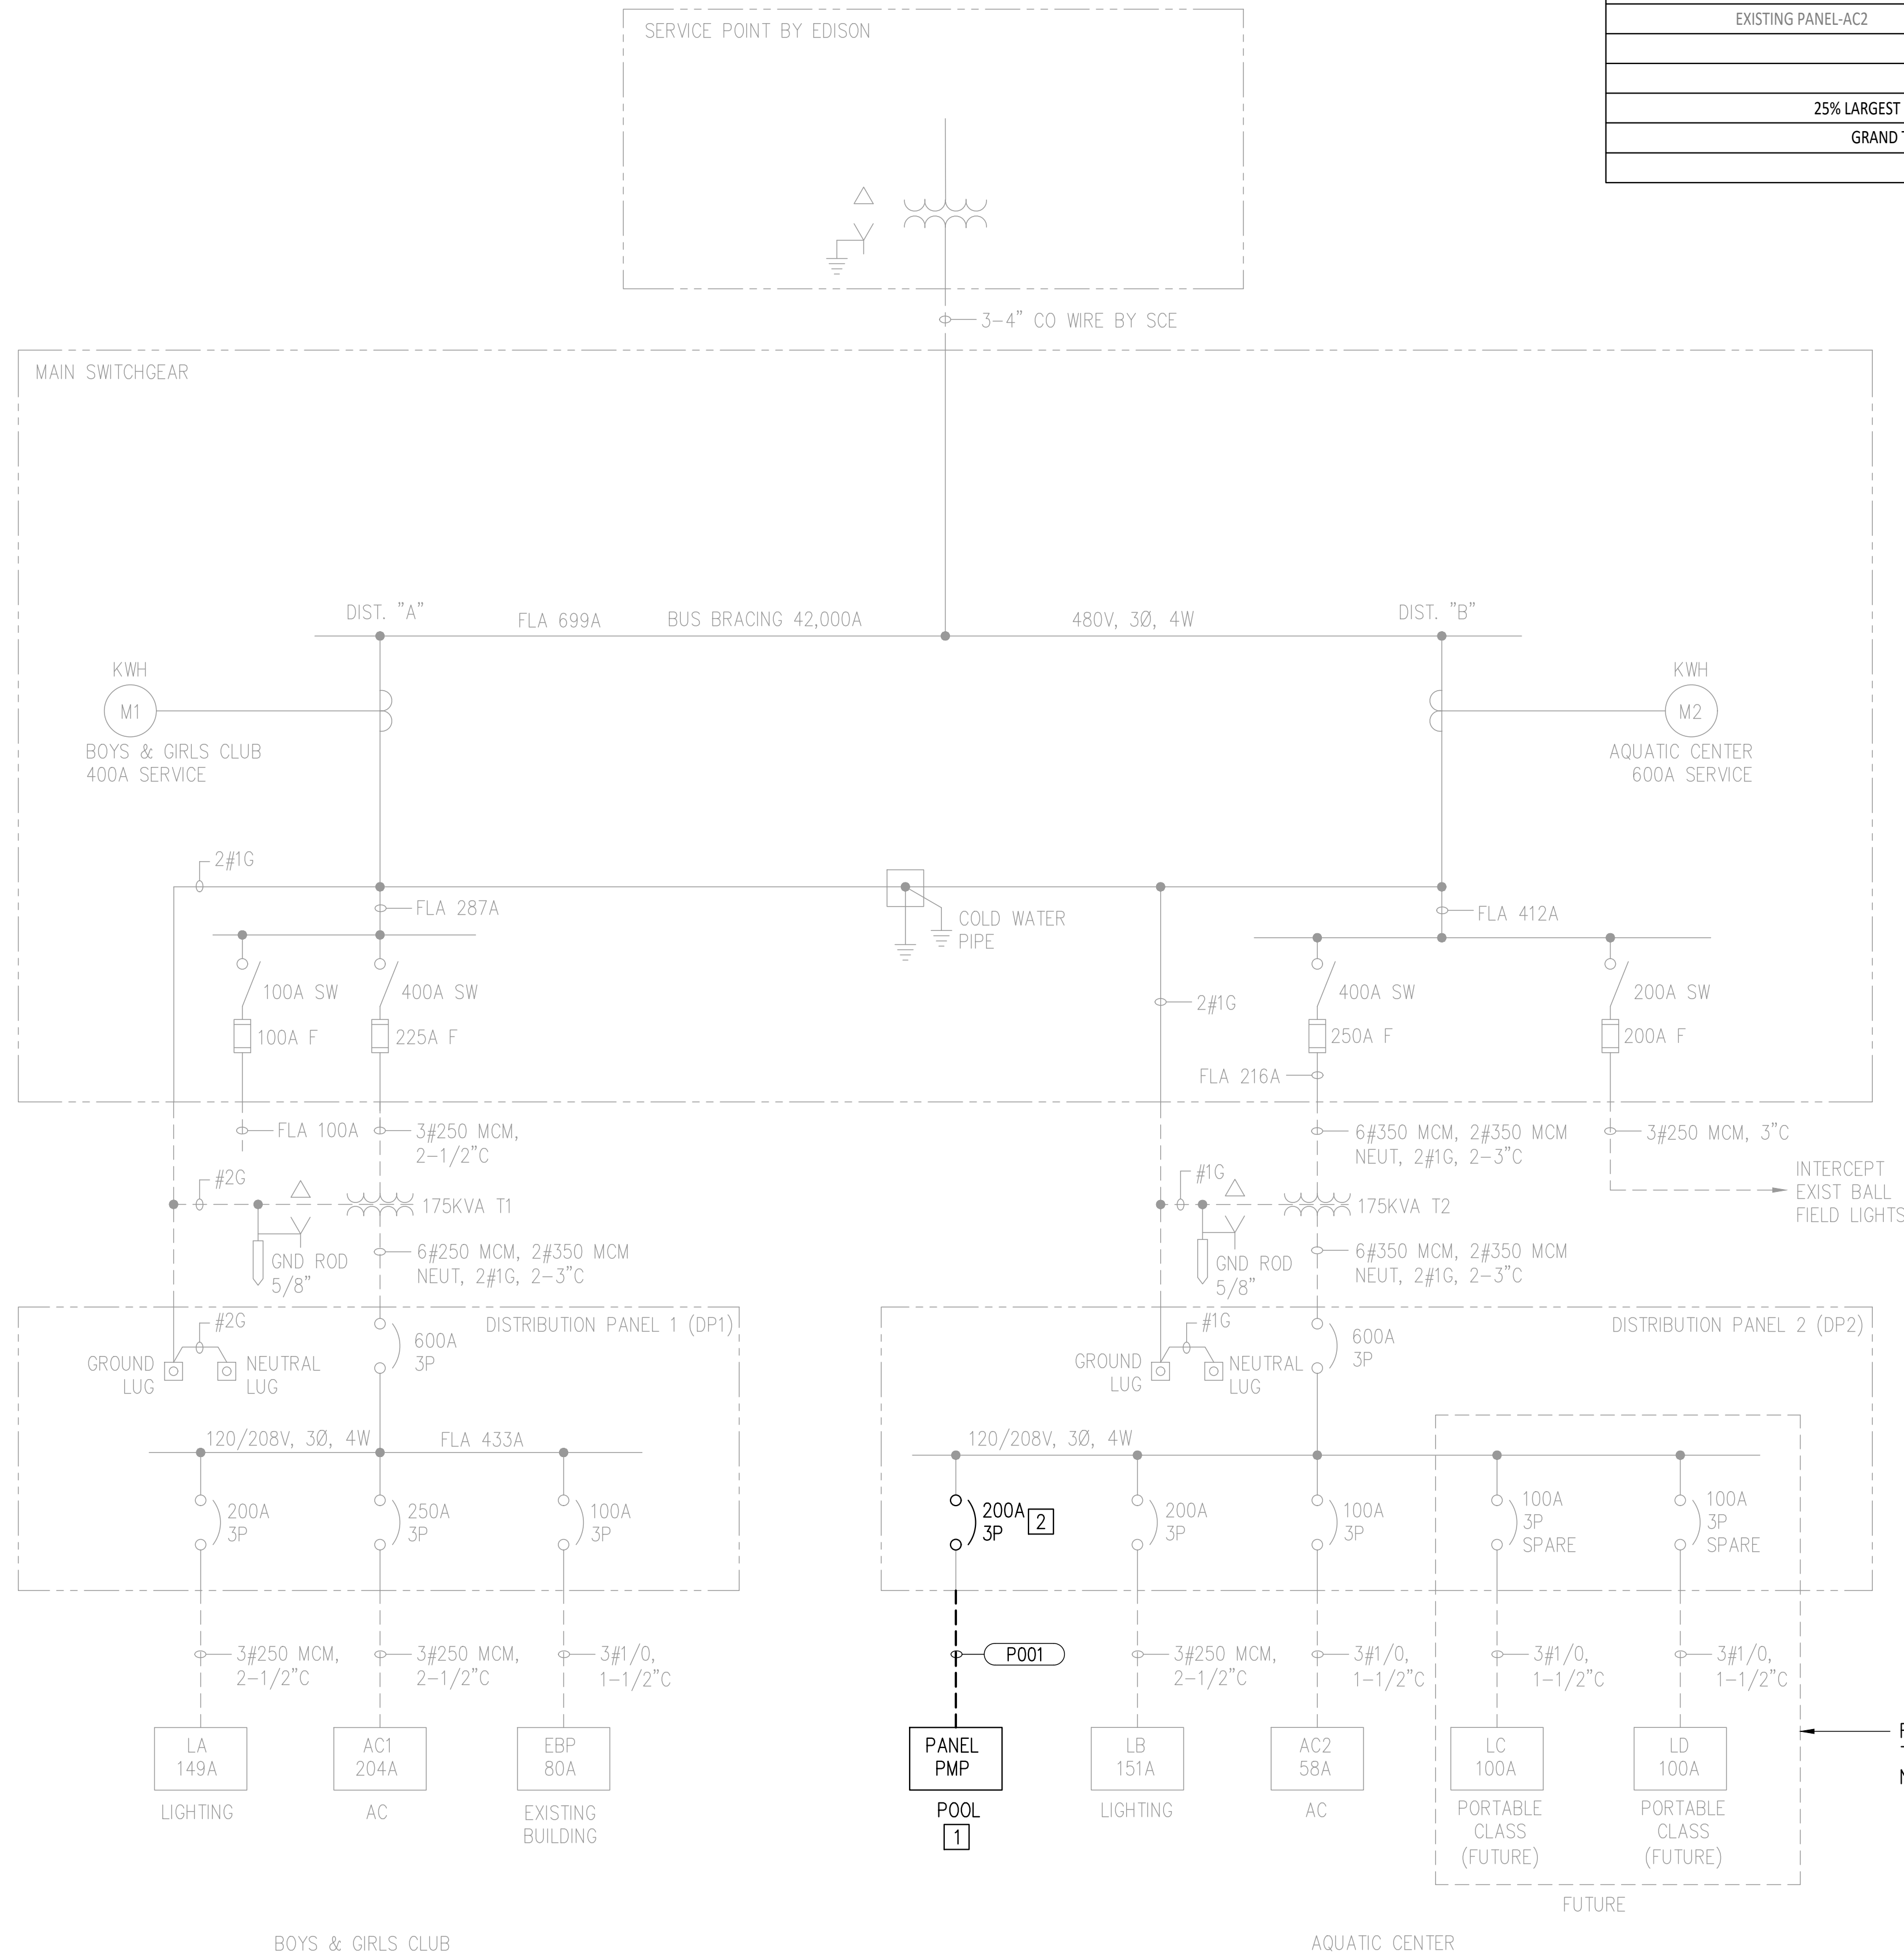 EXISTING PANEL-AC2
25% LARGEST
GRAND
SERVICE POINT BY EDISON
3-4" CO WIRE BY SCE
MAIN SWITCHGEAR
DIST. "A"
FLA 699A
BUS BRACING 42,000A
480V, 3Ø, 4W
DIST. "B"
KWH
M1
BOYS & GIRLS CLUB
400A SERVICE
KWH
M2
AQUATIC CENTER
600A SERVICE
2#1G
FLA 287A
COLD WATER
PIPE
FLA 412A
100A SW
400A SW
100A F
225A F
2#1G
400A SW
200A SW
250A F
200A F
FLA 216A
FLA 100A
3#250 MCM,
2-1/2"C
6#350 MCM, 2#350 MCM
NEUT, 2#1G, 2-3"C
3#250 MCM, 3"C
INTERCEPT
EXIST BALL
FIELD LIGHTS
#2G
175KVA T1
GND ROD
5/8"
6#250 MCM, 2#350 MCM
NEUT, 2#1G, 2-3"C
#1G
175KVA T2
GND ROD
5/8"
6#350 MCM, 2#350 MCM
NEUT, 2#1G, 2-3"C
DISTRIBUTION PANEL 1 (DP1)
#2G
GROUND
LUG
NEUTRAL
LUG
600A
3P
120/208V, 3Ø, 4W
FLA 433A
200A
3P
250A
3P
100A
3P
DISTRIBUTION PANEL 2 (DP2)
#1G
GROUND
LUG
NEUTRAL
LUG
600A
3P
120/208V, 3Ø, 4W
200A
3P
2
200A
3P
100A
3P
100A
3P
SPARE
100A
3P
SPARE
3#250 MCM,
2-1/2"C
3#250 MCM,
2-1/2"C
3#1/0,
1-1/2"C
P001
3#250 MCM,
2-1/2"C
3#1/0,
1-1/2"C
3#1/0,
1-1/2"C
3#1/0,
1-1/2"C
LA
149A
LIGHTING
AC1
204A
AC
EBP
80A
EXISTING
BUILDING
PANEL
PMP
POOL
1
LB
151A
LIGHTING
AC2
58A
AC
LC
100A
PORTABLE
CLASS
(FUTURE)
LD
100A
PORTABLE
CLASS
(FUTURE)
FUTURE
BOYS & GIRLS CLUB
AQUATIC CENTER